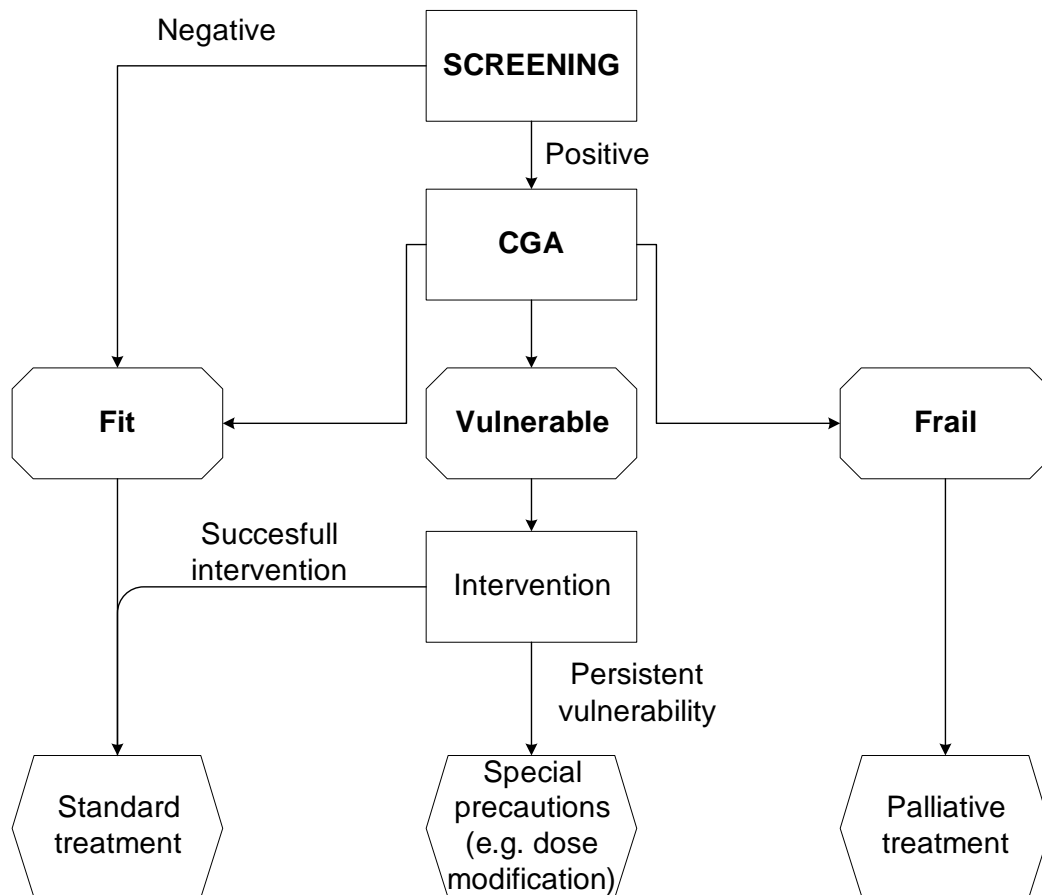 Negative
SCREENING
Positive
CGA
Fit
Vulnerable
Frail
Succesfull
intervention
Intervention
Persistent
vulnerability
Standard
treatment
Special
precautions
(e.g. dose
modification)
Palliative
treatment